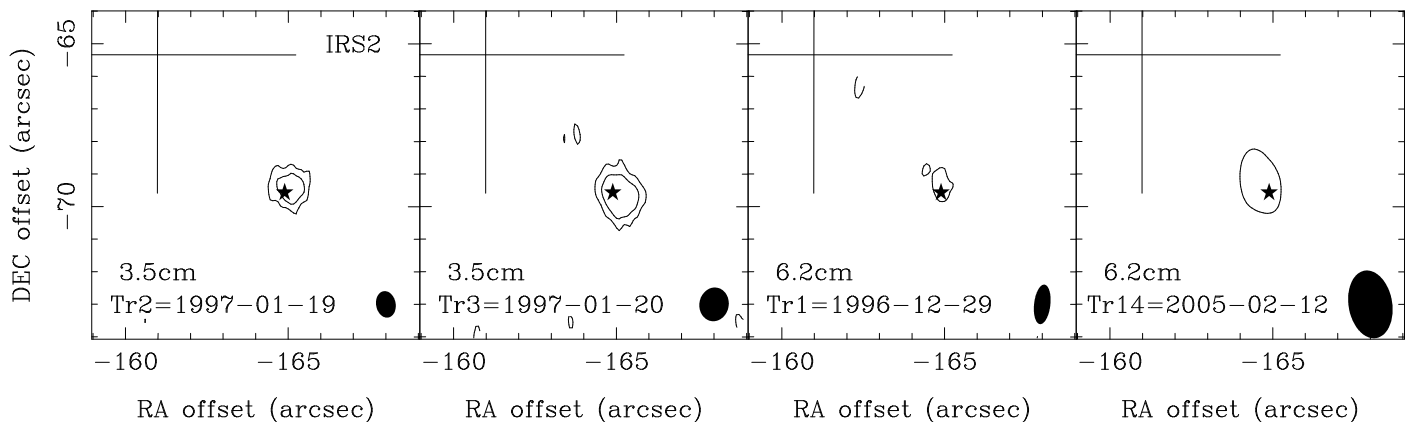 IRS2
−65
−70
DEC offset (arcsec)
3.5cm
Tr2=1997−01−19
3.5cm
Tr3=1997−01−20
6.2cm
Tr1=1996−12−29
6.2cm
Tr14=2005−02−12
−160 −165 −160 −165 −160 −165 −160 −165
RA offset (arcsec) RA offset (arcsec) RA offset (arcsec) RA offset (arcsec)